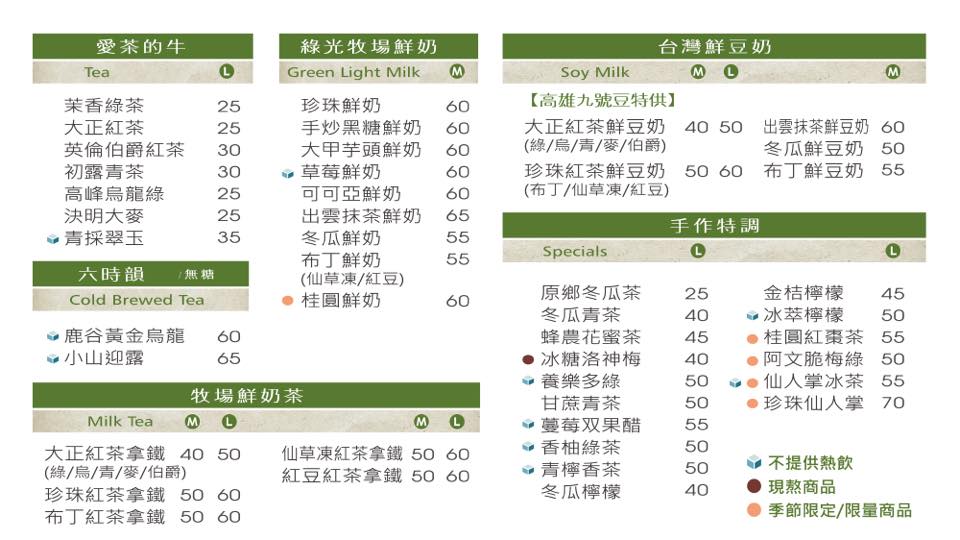 愛茶的牛
Tea L
茉香綠茶 25
大正紅茶 25
英倫伯爵紅茶 30
初露青茶 30
高峰烏龍綠 25
決明大麥 25
青採翠玉 35
六時韻 /無糖
Cold Brewed Tea
鹿谷黃金烏龍 60
小山迎露 65
綠光牧場鮮奶
Green Light Milk M
珍珠鮮奶 60
手炒黑糖鮮奶 60
大甲芋頭鮮奶 60
草莓鮮奶 60
可可亞鮮奶 60
出雲抹茶鮮奶 65
冬瓜鮮奶 55
布丁鮮奶 55
(仙草凍/紅豆)
桂圓鮮奶 60
牧場鮮奶茶
Milk Tea M L M L
大正紅茶拿鐵 40 50
(綠/烏/青/麥/伯爵)
珍珠紅茶拿鐵 50 60
布丁紅茶拿鐵 50 60
仙草凍紅茶拿鐵 50 60
紅豆紅茶拿鐵 50 60
台灣鮮豆奶
Soy Milk M L M
【高雄九號豆特供】
大正紅茶鮮豆奶 40 50
(綠/烏/青/麥/伯爵)
珍珠紅茶鮮豆奶 50 60
(布丁/仙草凍/紅豆)
出雲抹茶鮮豆奶 60
冬瓜鮮豆奶 50
布丁鮮豆奶 55
手作特調
Specials L L
原鄉冬瓜茶 25
冬瓜青茶 40
蜂農花蜜茶 45
冰糖洛神梅 40
養樂多綠 50
甘蔗青茶 50
蔓莓双果醋 55
香柚綠茶 50
青檸香茶 50
冬瓜檸檬 40
金桔檸檬 45
冰萃檸檬 50
桂圓紅棗茶 55
阿文脆梅綠 50
仙人掌冰茶 55
珍珠仙人掌 70
不提供熱飲
現熬商品
季節限定/限量商品